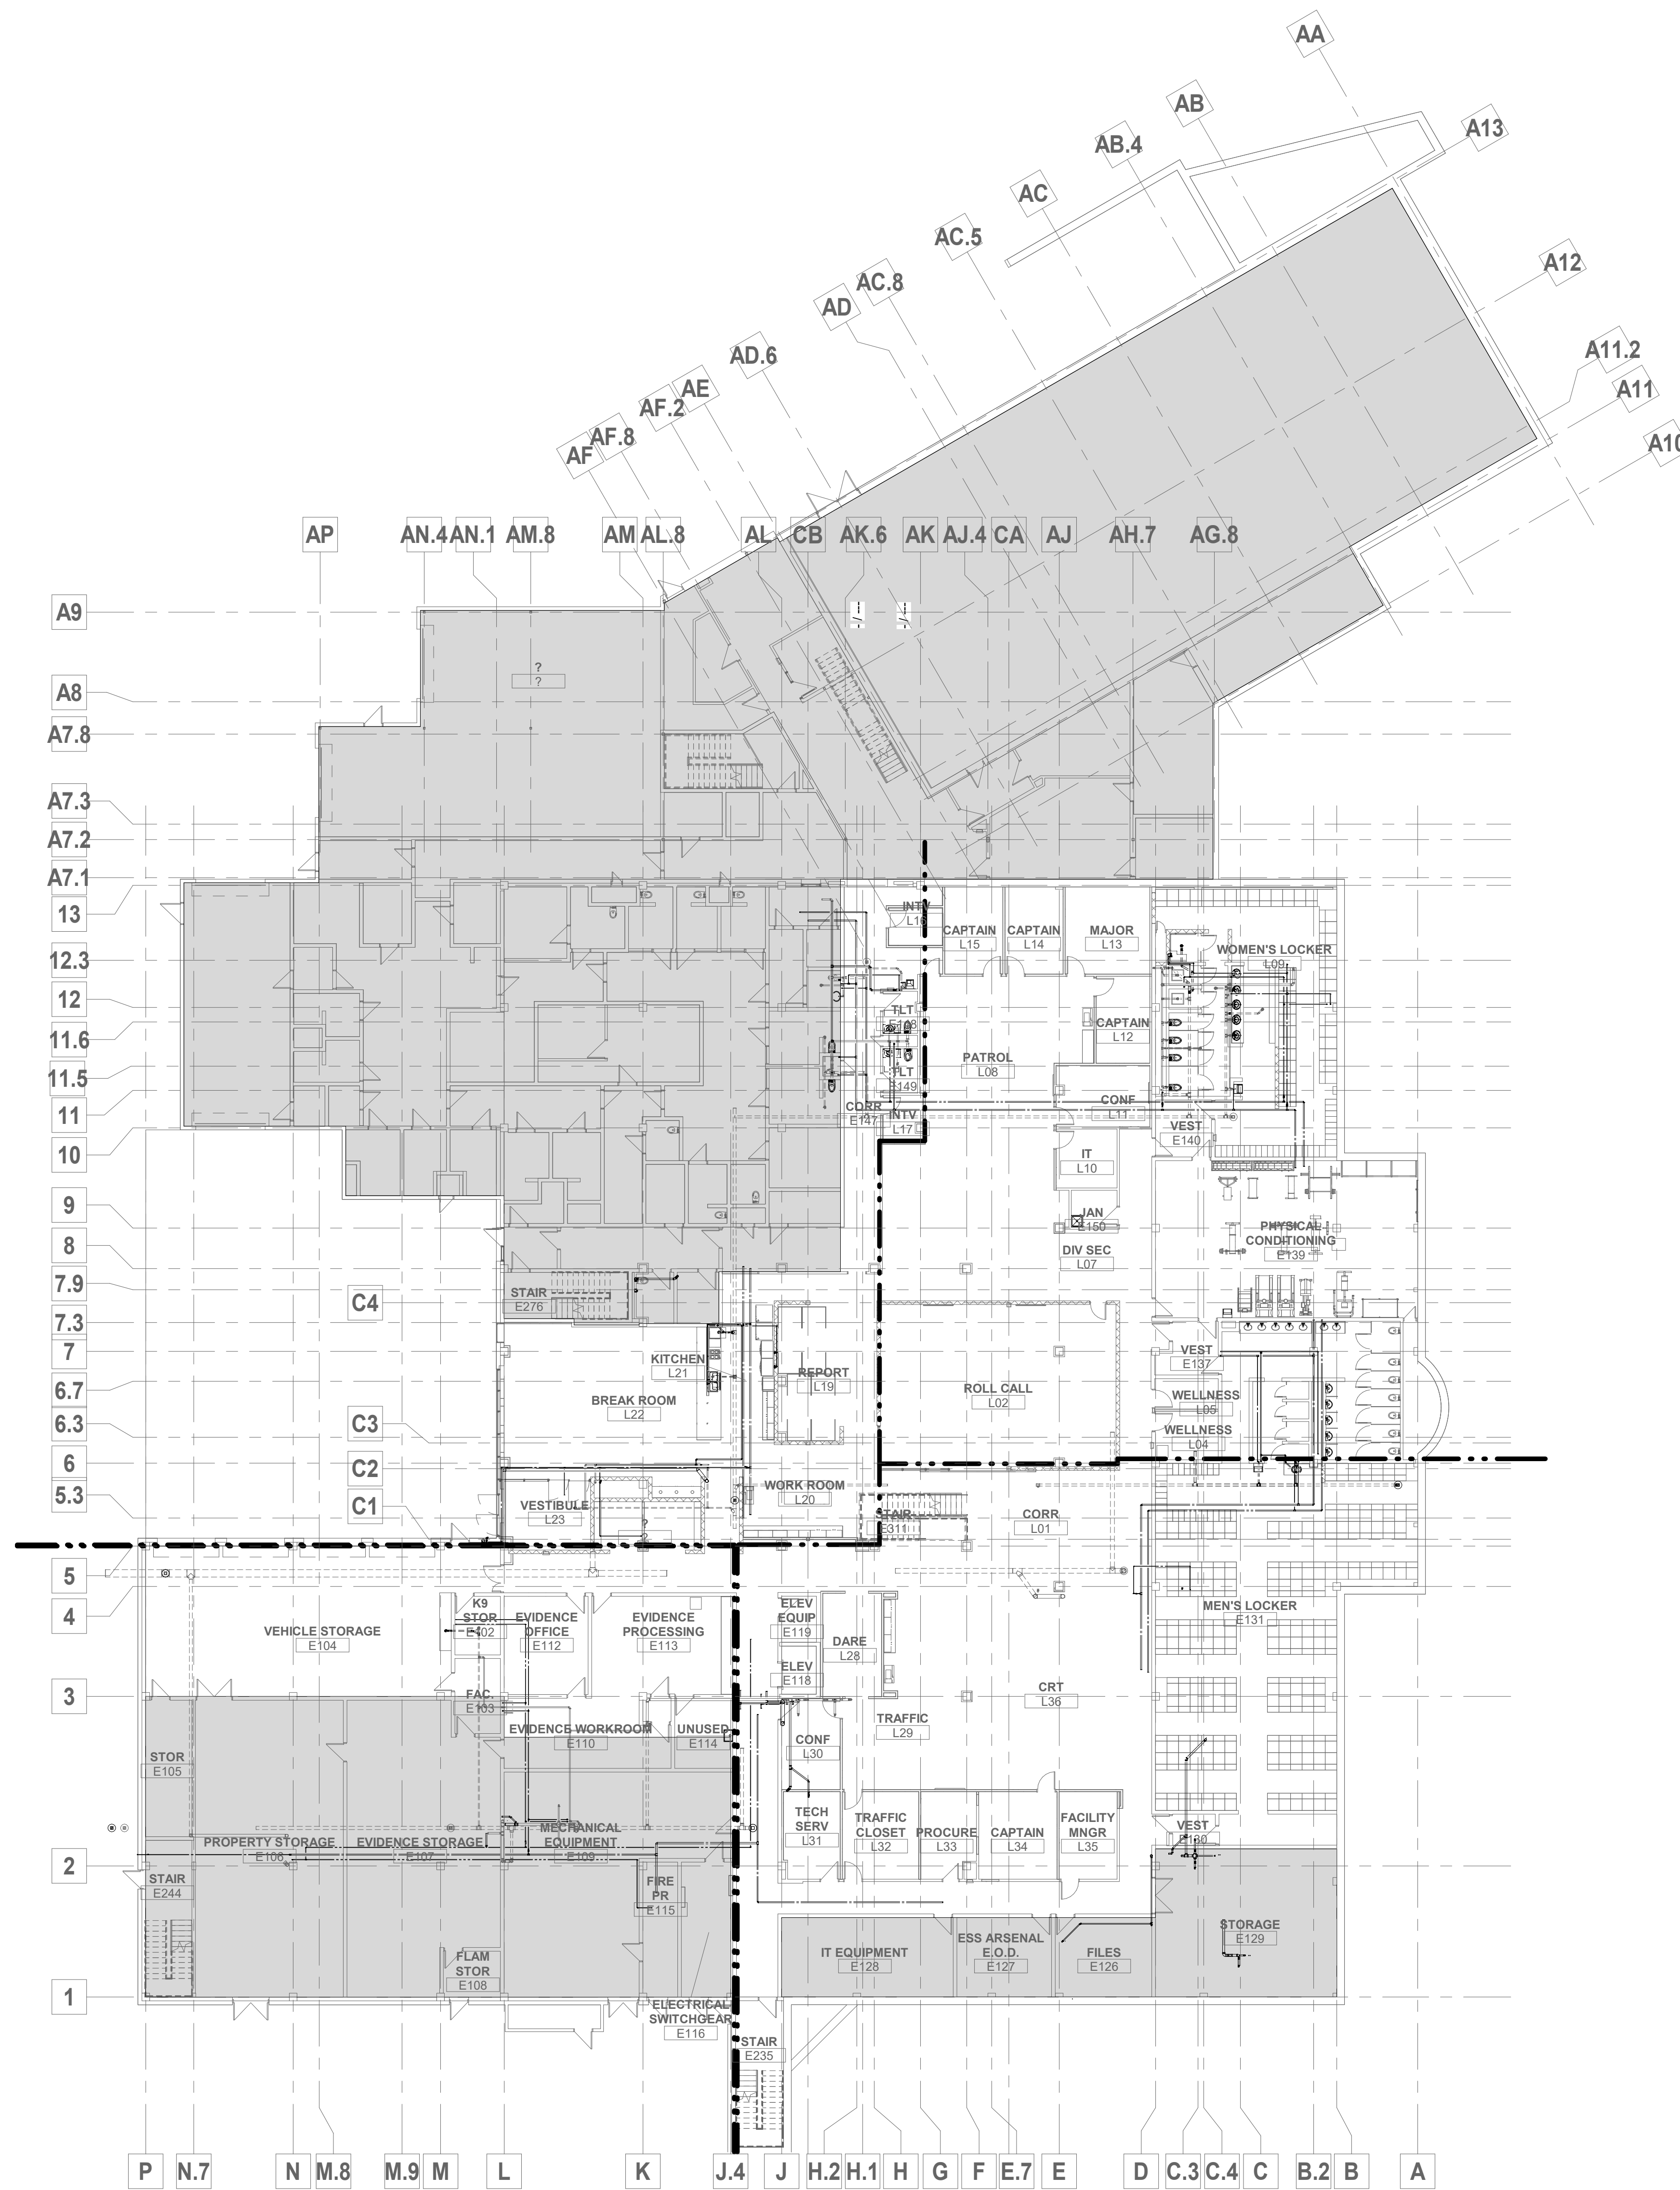 AA
AB
A13
AB.4
AC
AC.5
A12
AC.8
AD
AD.6
A11.2
AE
A11
AF.2
AF.8
AF
AP
AN.4
AN.1
AM.8
AM
AL.8
AL
CB
AK.6
AK
AJ.4
CA
AJ
AH.7
AG.8
A9
?
?
A8
A7.8
A7.3
A7.2
A7.1
13
INTV
CAPTAIN
L15
CAPTAIN
L14
MAJOR
L13
12.3
WOMEN'S LOCKER
L09
12
TLT
CAPTAIN
L12
11.6
PATROL
L08
11.5
TLT
E149
11
CORR
E147
INTV
L17
CONF
L11
VEST
E140
10
IT
L10
9
JAN
E150
PHYSICAL
CONDITIONING
E139
8
DIV SEC
L07
7.9
STAIR
E276
C4
7.3
7
KITCHEN
L21
REPORT
L19
VEST
E137
6.7
BREAK ROOM
L22
ROLL CALL
L02
WELLNESS
L05
6.3
C3
WELLNESS
L04
6
C2
WORK ROOM
L20
5.3
C1
VESTIBULE
L23
?
?
STAIR
E311
CORR
L01
5
4
K9
STOR
E102
EVIDENCE
OFFICE
E112
EVIDENCE
PROCESSING
E113
ELEV
EQUIP
E119
MEN'S LOCKER
E131
VEHICLE STORAGE
E104
DARE
L28
ELEV
E118
3
FAC.
E103
CRT
L36
TRAFFIC
L29
EVIDENCE WORKROOM
E110
UNUSED
E114
CONF
L30
STOR
E105
TECH
SERV
L31
TRAFFIC
CLOSET
L32
PROCURE
L33
CAPTAIN
L34
FACILITY
MNGR
L35
VEST
E130
PROPERTY STORAGE
E106
EVIDENCE STORAGE
E107
MECHANICAL
EQUIPMENT
E109
2
STAIR
E244
FIRE
PR
E115
STORAGE
E129
IT EQUIPMENT
E128
ESS ARSENAL
E.O.D.
E127
FILES
E126
FLAM
STOR
E108
1
ELECTRICAL
SWITCHGEAR
E116
STAIR
E235
P
N.7
N
M.8
M.9
M
L
K
J.4
J
H.2
H.1
H
G
F
E.7
E
D
C.3
C.4
C
B.2
B
A